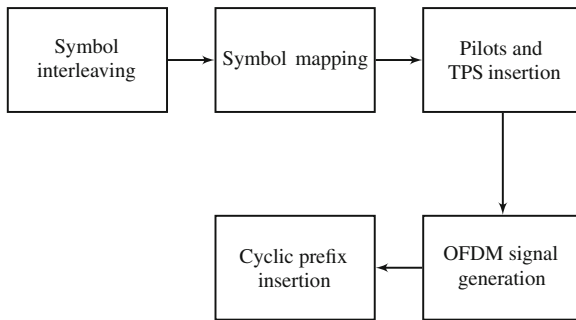 Symbol
interleaving
Symbol mapping
Pilots and
TPS insertion
OFDM signal
generation
Cyclic prefix
insertion